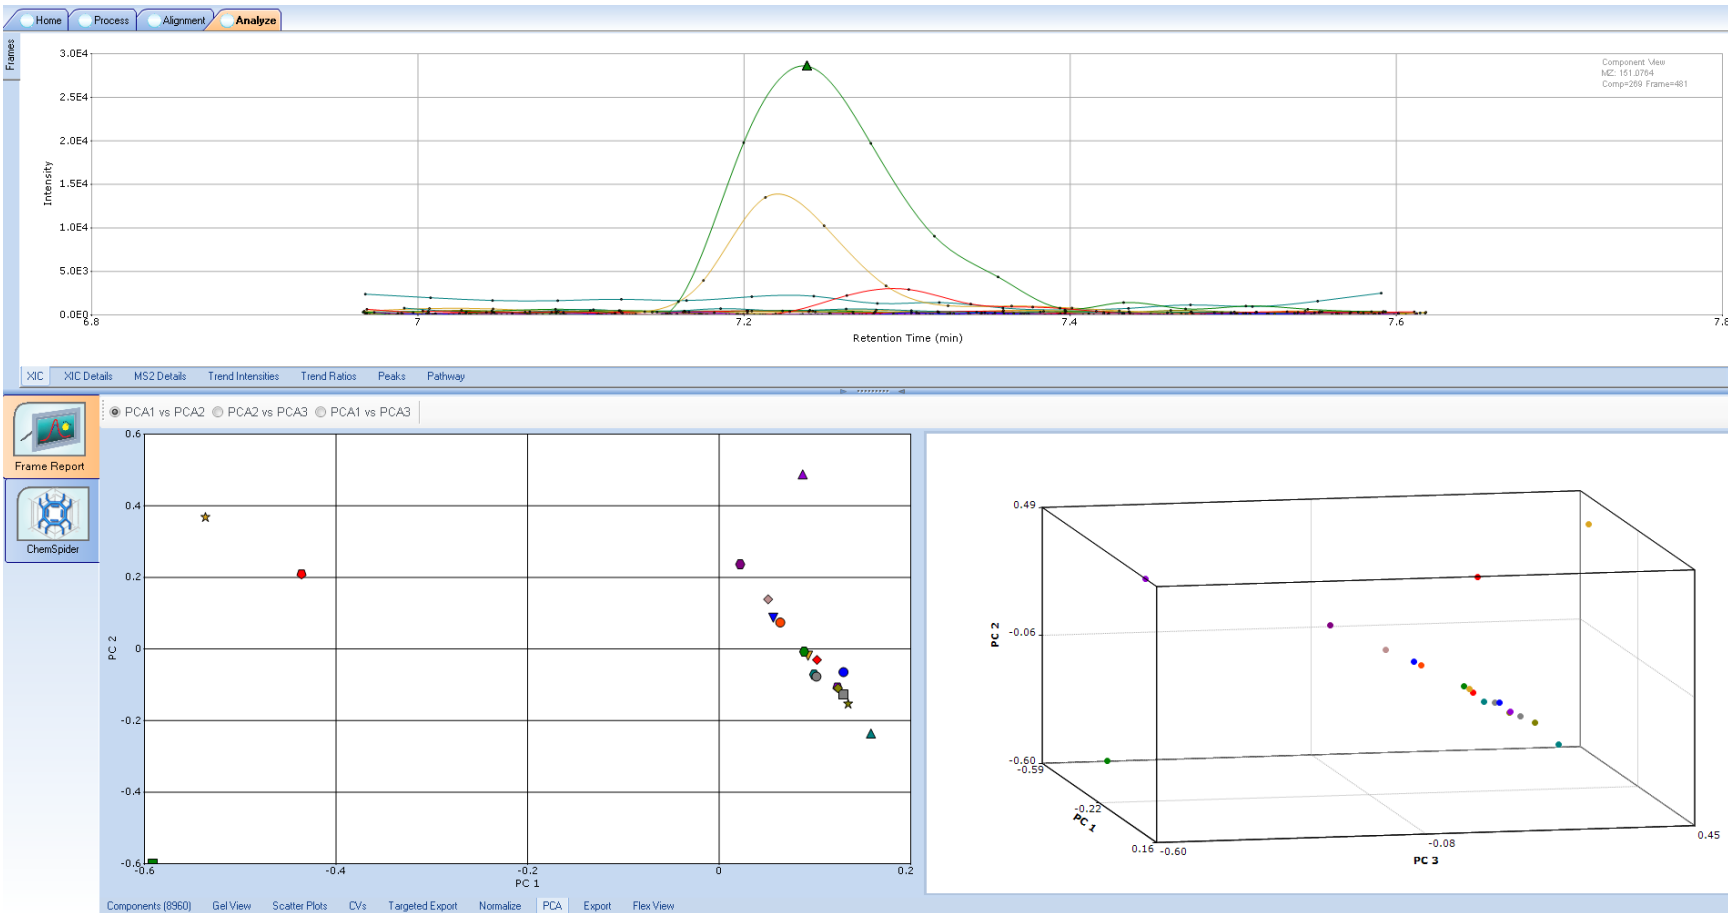 Home Process Alignment Analyze
Frames
3.0E4
2.5E4
2.0E4
1.5E4
1.0E4
5.0E3
0.0E0
Intensity
6.8 7 7.2 7.4 7.6 7.8
Retention Time (min)
Component View
MZ: 151.0764
Comp=269 Frame=481
XIC XIC Details MS2 Details Trend Intensities Trend Ratios Peaks Pathway
Frame Report
ChemSpider
PCA1 vs PCA2 PCA2 vs PCA3 PCA1 vs PCA3
0.6
0.4
0.2
0
-0.2
-0.4
-0.6
PC 2
-0.6 -0.4 -0.2 0 0.2
PC 1
0.49
-0.06
-0.60
PC 2
-0.59
-0.22
0.16
PC 1
-0.60 -0.08 0.45
PC 3
Components (8960) Gel View Scatter Plots CVs Targeted Export Normalize PCA Export Flex View